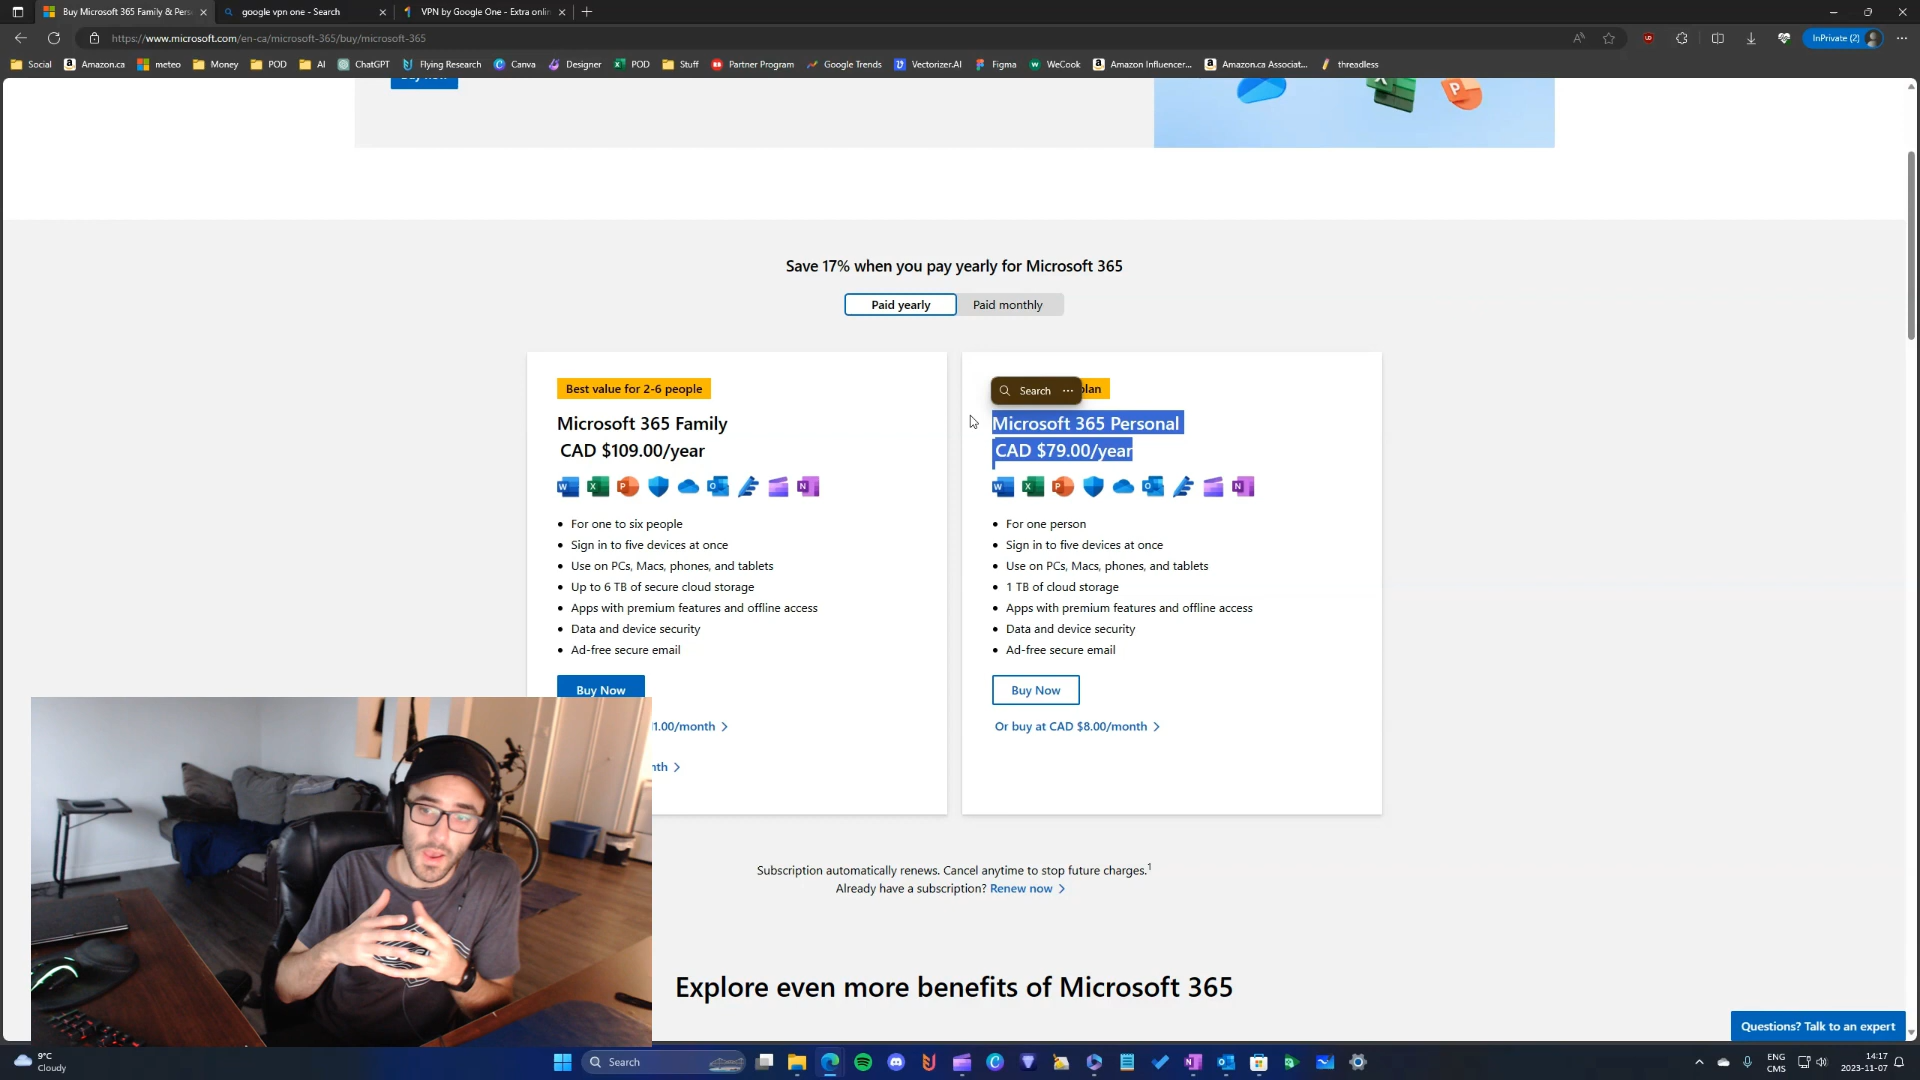 Buy Microsoft 365 Family & Pers
google vpn one - Search
VPN by Google One - Extra onlin
https://www.microsoft.com/en-ca/microsoft-365/buy/microsoft-365
InPrivate (2)
Social
Amazon.ca
meteo
Money
POD
AI
ChatGPT
Flying Research
Canva
Designer
POD
Stuff
Partner Program
Google Trends
Vectorizer.AI
Figma
WeCook
Amazon Influencer...
Amazon.ca Associat...
threadless
Save 17% when you pay yearly for Microsoft 365
Paid yearly
Paid monthly
Best value for 2-6 people
Microsoft 365 Family
CAD $109.00/year
• For one to six people
• Sign in to five devices at once
• Use on PCs, Macs, phones, and tablets
• Up to 6 TB of secure cloud storage
• Apps with premium features and offline access
• Data and device security
• Ad-free secure email
Buy Now
1.00/month
nth
Search
plan
Microsoft 365 Personal
CAD $79.00/year
• For one person
• Sign in to five devices at once
• Use on PCs, Macs, phones, and tablets
• 1 TB of cloud storage
• Apps with premium features and offline access
• Data and device security
• Ad-free secure email
Buy Now
Or buy at CAD $8.00/month
Subscription automatically renews. Cancel anytime to stop future charges.1
Already have a subscription? Renew now
Explore even more benefits of Microsoft 365
Questions? Talk to an expert
9°C
Cloudy
Search
ENG
CMS
14:17
2023-11-07